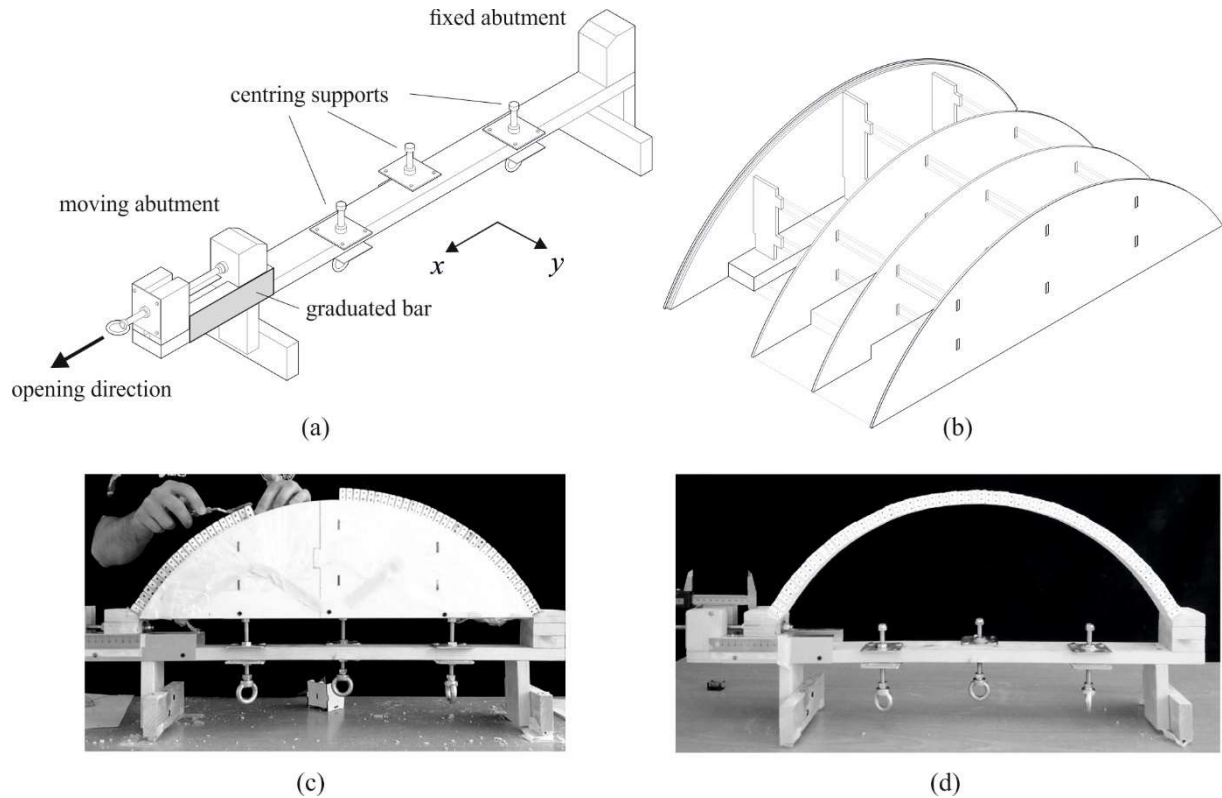 fixed abutment
centring supports
moving abutment
x
y
graduated bar
opening direction
(a)
(b)
(c)
(d)